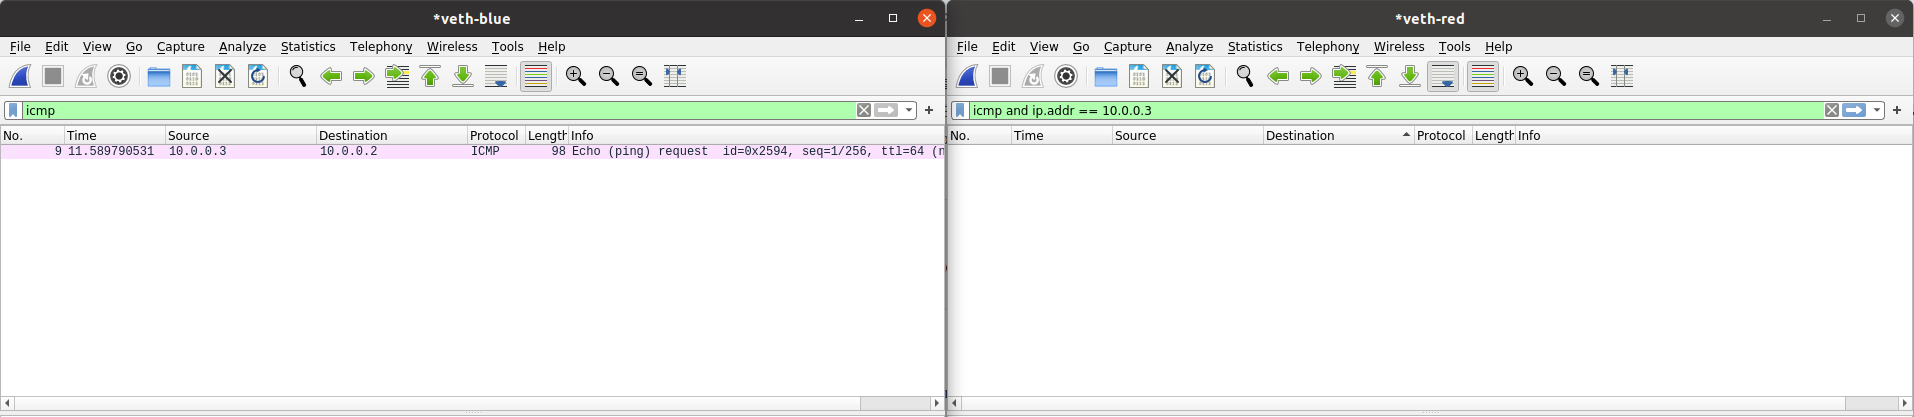 *veth-blue
File Edit View Go Capture Analyze Statistics Telephony Wireless Tools Help
icmp
No. Time Source Destination Protocol Length Info
9 11.589790531 10.0.0.3 10.0.0.2 ICMP 98 Echo (ping) request id=0x2594, seq=1/256, ttl=64 (n
*veth-red
File Edit View Go Capture Analyze Statistics Telephony Wireless Tools Help
icmp and ip.addr == 10.0.0.3
No. Time Source Destination Protocol Length Info